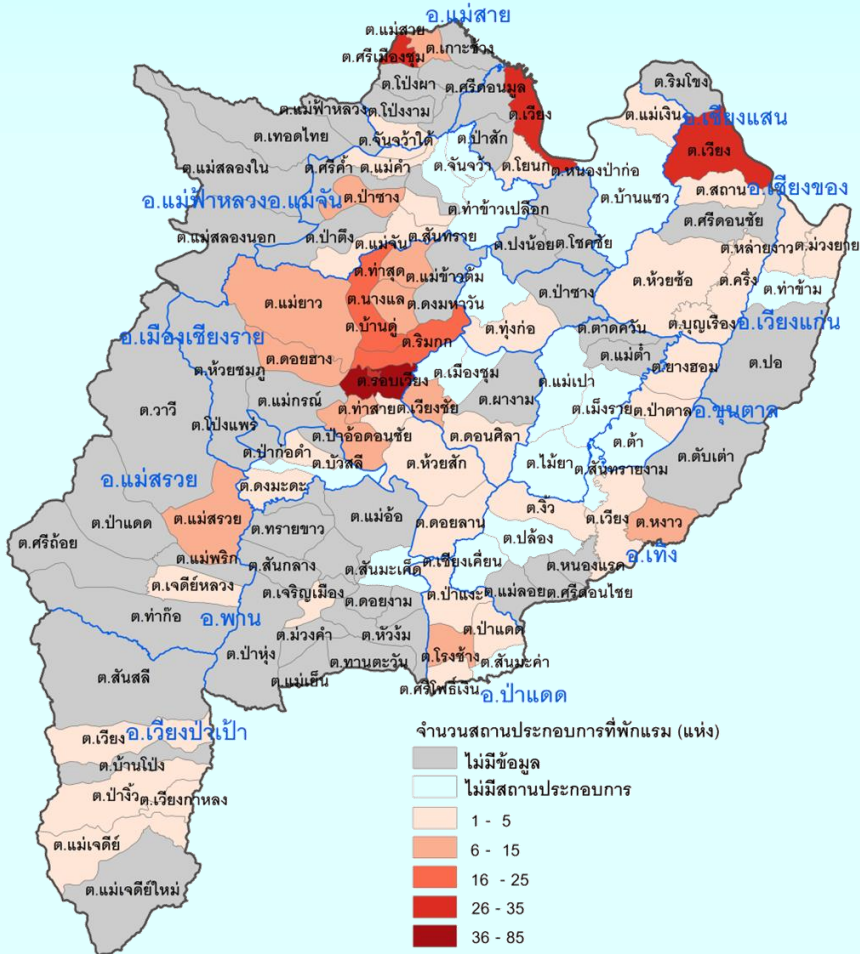 อ.แม่สาย
ต.แม่สาย
ต.เกาะช้าง
ต.ศรีเมืองชุม
ต.โป่งผา
ต.ศรีดอนมูล
ต.ริมโขง
ต.แม่ฟ้าหลวง
ต.โป่งงาม
ต.เวียง
ต.แม่เงิน
อ.เชียงแสน
ต.เทอดไทย
ต.จันจว้าใต้
ต.ป่าสัก
ต.เวียง
ต.แม่สลองใน
ต.ศรีค้ำ
ต.แม่คำ
ต.จันจว้า
ต.โยนก
ต.หนองป่าก่อ
ต.สถาน
อ.เชียงของ
อ.แม่ฟ้าหลวง
อ.แม่จัน
ต.ป่าซาง
ต.บ้านแซว
ต.ท่าข้าวเปลือก
ต.ศรีดอนชัย
ต.แม่สลองนอก
ต.ป่าตึง
ต.แม่จัน
ต.สันทราย
ต.ปงน้อย
ต.โชคชัย
ต.หล่ายงาว
ต.ม่วงยาย
ต.ท่าสุด
ต.แม่ข้าวต้ม
ต.ห้วยซ้อ
ต.ครึ่ง
ต.ท่าข้าม
ต.แม่ยาว
ต.นางแล
ต.ดงมหาวัน
ต.ป่าซาง
อ.เมืองเชียงราย
ต.บ้านดู่
ต.ริมกก
ต.ทุ่งก่อ
ต.ตาดควัน
ต.บุญเรือง
อ.เวียงแก่น
ต.ดอยฮาง
ต.แม่ต๋ำ
ต.ยางฮอม
ต.ปอ
ต.ห้วยชมภู
ต.รอบเวียง
ต.เมืองชุม
ต.แม่เปา
ต.วาวี
ต.แม่กรณ์
ต.ท่าสาย
ต.เวียงชัย
ต.ผางาม
ต.เม็งราย
ต.ป่าตาล
อ.ขุนตาล
ต.โป่งแพร่
ต.ป่าอ้อดอนชัย
ต.ดอนศิลา
ต.ต้า
ต.ป่าก่อดำ
ต.บัวสลี
ต.ห้วยสัก
ต.ไม้ยา
ต.สันทรายงาม
ต.ตับเต่า
อ.แม่สรวย
ต.ดงมะดะ
ต.ป่าแดด
ต.แม่สรวย
ต.ทรายขาว
ต.แม่อ้อ
ต.ดอยลาน
ต.งิ้ว
ต.เวียง
ต.หงาว
ต.ศรีถ้อย
ต.แม่พริก
ต.สันกลาง
ต.สันมะเค็ด
ต.เชียงเคี่ยน
ต.ปล้อง
ต.หนองแรด
อ.เทิง
ต.เจดีย์หลวง
ต.เจริญเมือง
ต.ดอยงาม
ต.ป่าแงะ
ต.แม่ลอย
ต.ศรีดอนไชย
ต.ท่าก๊อ
อ.พาน
ต.ม่วงคำ
ต.หัวง้ม
ต.ป่าแดด
ต.ป่าหุ่ง
ต.ทานตะวัน
ต.โรงช้าง
ต.สันมะค่า
ต.สันสลี
ต.แม่เย็น
ต.ศรีโพธิ์เงิน
อ.ป่าแดด
ต.เวียง
อ.เวียงป่าเป้า
ต.บ้านโป่ง
ต.ป่างิ้ว
ต.เวียงกาหลง
ต.แม่เจดีย์
ต.แม่เจดีย์ใหม่
จำนวนสถานประกอบการที่พักแรม (แห่ง)
ไม่มีข้อมูล
ไม่มีสถานประกอบการ
1 - 5
6 - 15
16 - 25
26 - 35
36 - 85